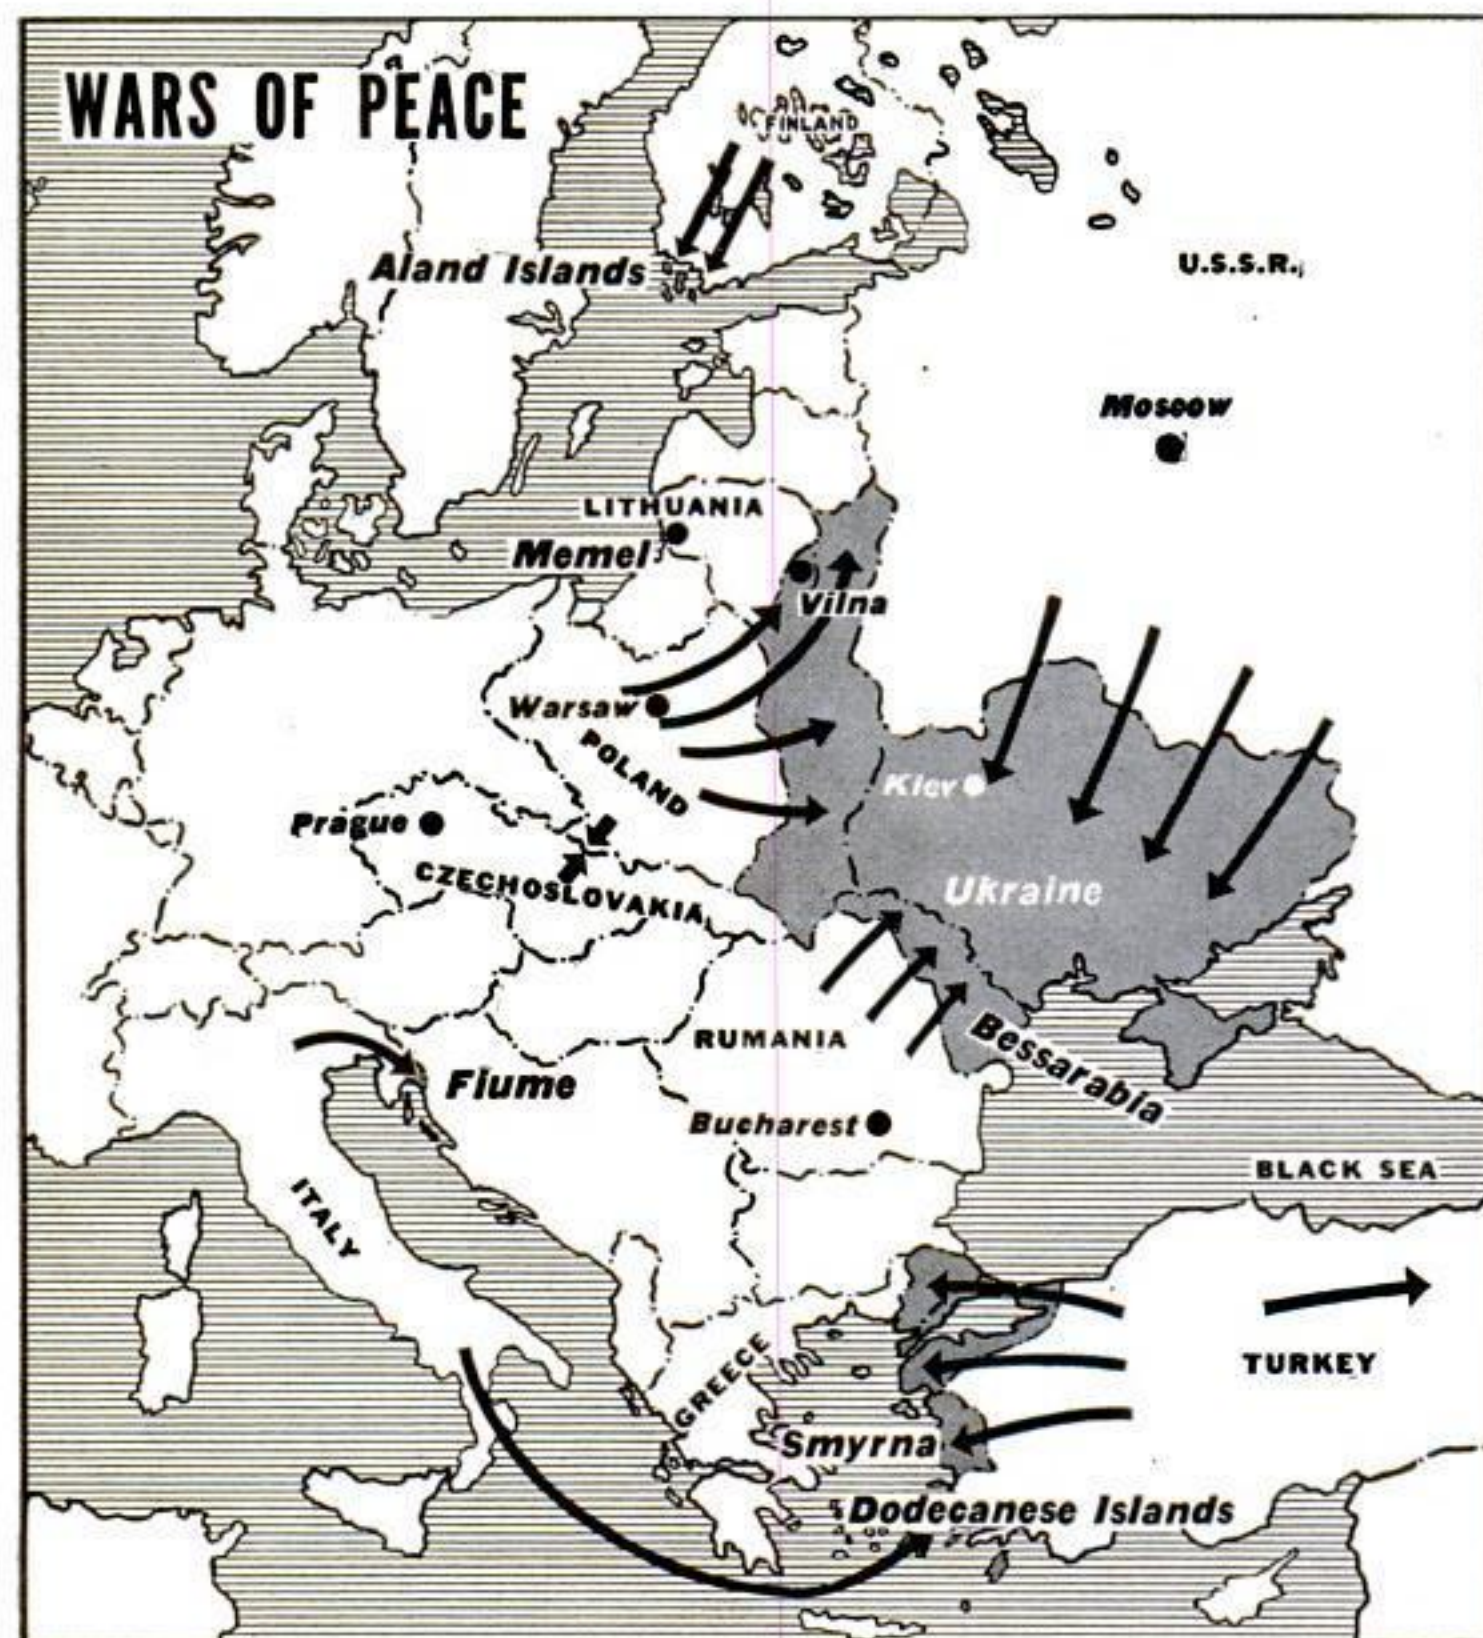 WARS OF PEACE
FINLAND
Aland Islands
U.S.S.R.
Moscow
LITHUANIA
Memel
Vilna
Warsaw
POLAND
Kiev
Prague
CZECHOSLOVAKIA
Ukraine
RUMANIA
Bessarabia
Fiume
Bucharest
BLACK SEA
ITALY
GREECE
TURKEY
Smyrna
Dodecanese Islands